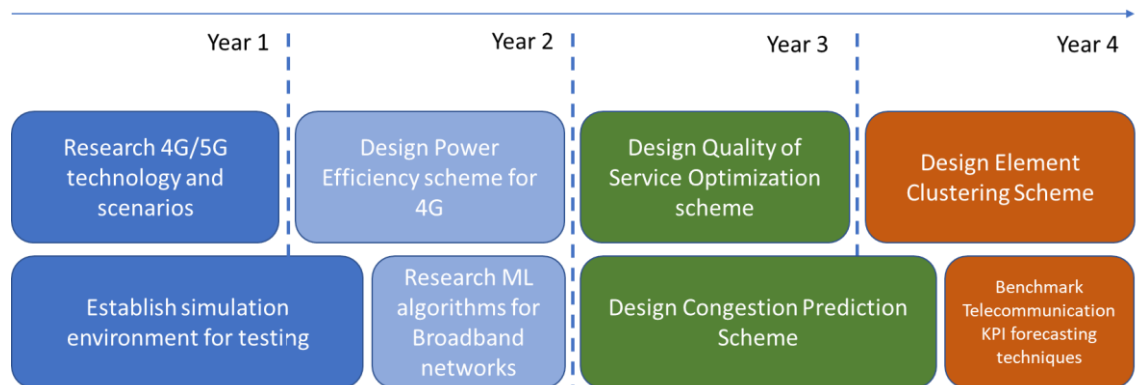 Year 1
Year 2
Year 3
Year 4
Research 4G/5G
technology and
scenarios
Design Power
Efficiency scheme for
4G
Design Quality of
Service Optimization
scheme
Design Element
Clustering Scheme
Establish simulation
environment for testing
Research ML
algorithms for
Broadband
networks
Design Congestion Prediction
Scheme
Benchmark
Telecommunication
KPI forecasting
techniques